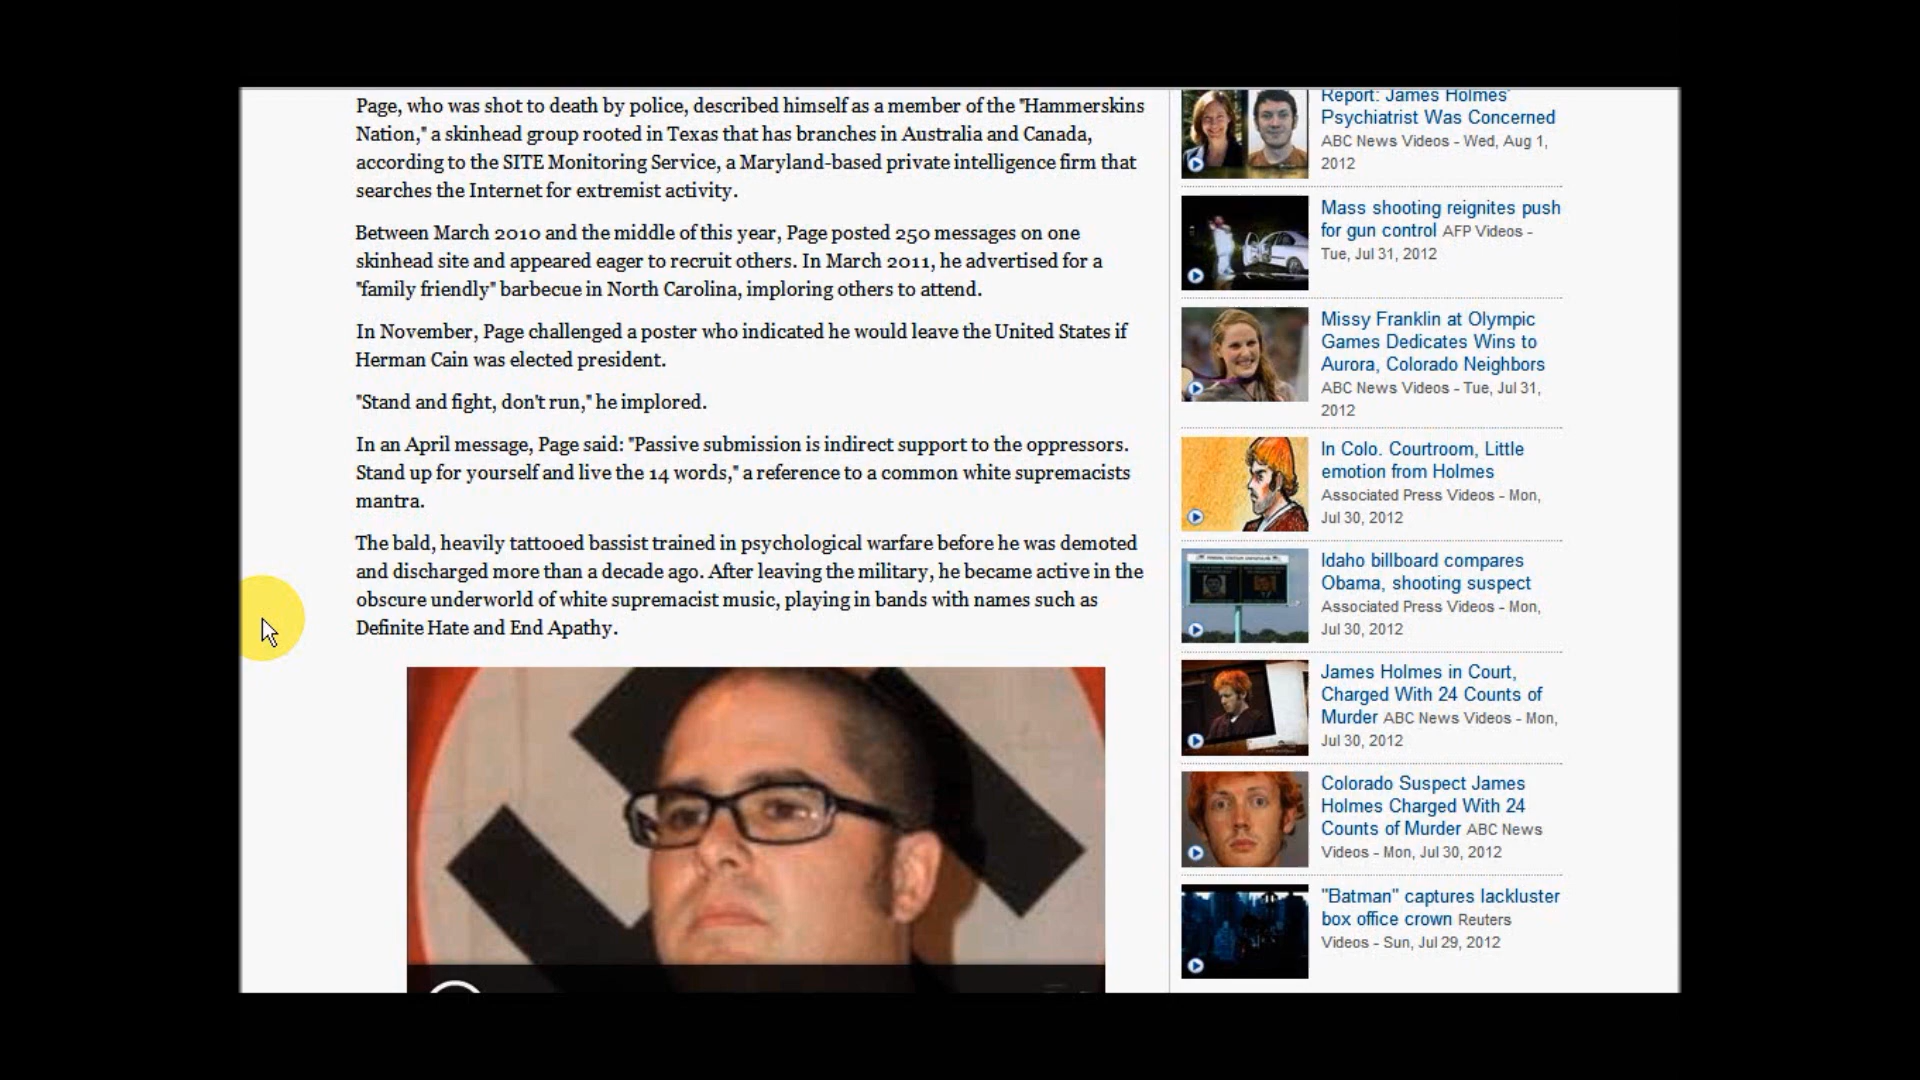 Page, who was shot to death by police, described himself as a member of the "Hammerskins
Nation," a skinhead group rooted in Texas that has branches in Australia and Canada,
according to the SITE Monitoring Service, a Maryland-based private intelligence firm that
searches the Internet for extremist activity.
Between March 2010 and the middle of this year, Page posted 250 messages on one
skinhead site and appeared eager to recruit others. In March 2011, he advertised for a
"family friendly" barbecue in North Carolina, imploring others to attend.
In November, Page challenged a poster who indicated he would leave the United States if
Herman Cain was elected president.
"Stand and fight, don't run," he implored.
In an April message, Page said: "Passive submission is indirect support to the oppressors.
Stand up for yourself and live the 14 words," a reference to a common white supremacists
mantra.
The bald, heavily tattooed bassist trained in psychological warfare before he was demoted
and discharged more than a decade ago. After leaving the military, he became active in the
obscure underworld of white supremacist music, playing in bands with names such as
Definite Hate and End Apathy.
Report: James Holmes'
Psychiatrist Was Concerned
ABC News Videos - Wed, Aug 1,
2012
Mass shooting reignites push
for gun control AFP Videos -
Tue, Jul 31, 2012
Missy Franklin at Olympic
Games Dedicates Wins to
Aurora, Colorado Neighbors
ABC News Videos - Tue, Jul 31,
2012
In Colo. Courtroom, Little
emotion from Holmes
Associated Press Videos - Mon,
Jul 30, 2012
Idaho billboard compares
Obama, shooting suspect
Associated Press Videos - Mon,
Jul 30, 2012
James Holmes in Court,
Charged With 24 Counts of
Murder ABC News Videos - Mon,
Jul 30, 2012
Colorado Suspect James
Holmes Charged With 24
Counts of Murder ABC News
Videos - Mon, Jul 30, 2012
"Batman" captures lackluster
box office crown Reuters
Videos - Sun, Jul 29, 2012